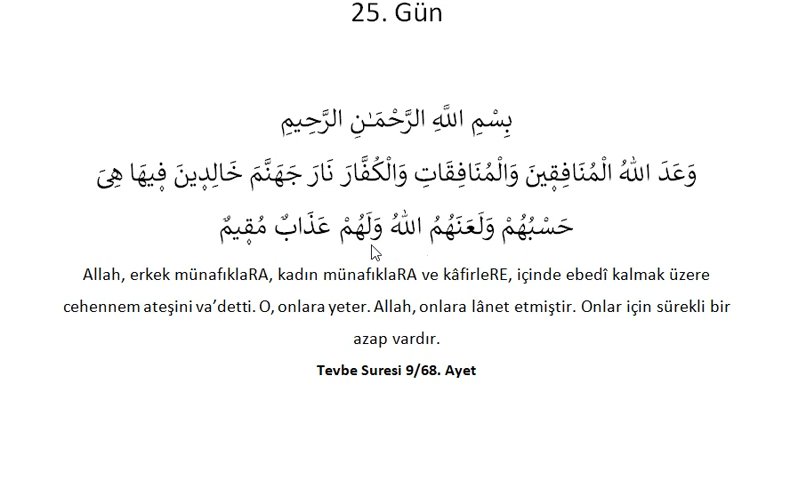 25. Gün
بِسْمِ اللَّهِ الرَّحْمَـٰنِ الرَّحِيمِ
وَعَدَ اللهُ الْمُنَافِقٖينَ وَالْمُنَافِقَاتِ وَالْكُفَّارَ نَارَ جَهَنَّمَ خَالِدٖينَ فٖيهَا هِىَ
حَسْبُهُمْ وَلَعَنَهُمُ اللهُ وَلَهُمْ عَذَابٌ مُقٖيمٌ
Allah, erkek münafıklaRA, kadın münafıklaRA ve kâfirleRE, içinde ebedî kalmak üzere
cehennem ateşini va’detti. O, onlara yeter. Allah, onlara lânet etmiştir. Onlar için sürekli bir
azap vardır.
Tevbe Suresi 9/68. Ayet